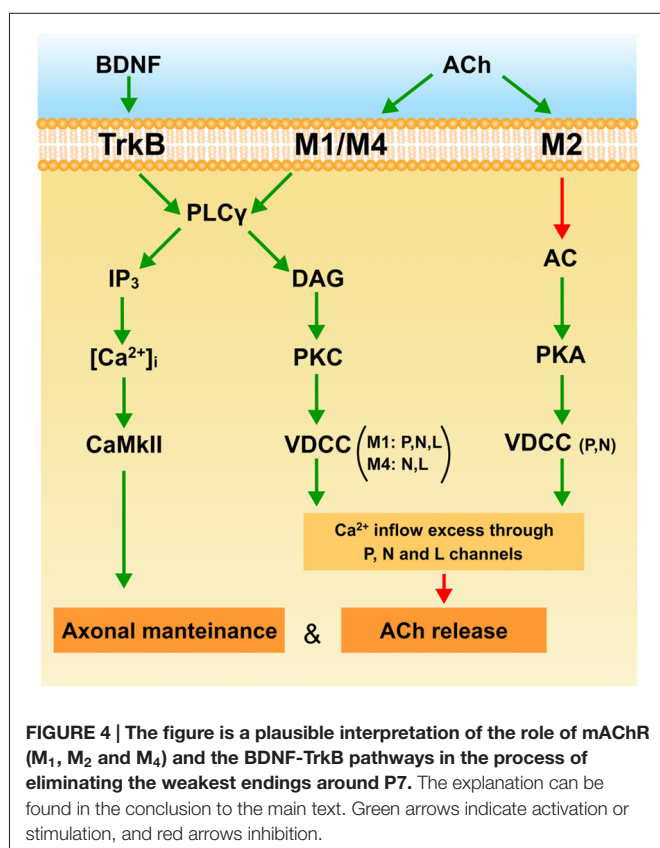 BDNF
ACh
TrkB
M1/M4
M2
PLCγ
AC
IP₃
DAG
[Ca²⁺]i
PKC
PKA
CaMkII
VDCC (M1: P,N,L
M4: N,L)
VDCC (P,N)
Ca²⁺ inflow excess through
P, N and L channels
Axonal manteinance & ACh release
FIGURE 4 | The figure is a plausible interpretation of the role of mAChR
(M₁, M₂ and M₄) and the BDNF-TrkB pathways in the process of
eliminating the weakest endings around P7. The explanation can be
found in the conclusion to the main text. Green arrows indicate activation or
stimulation, and red arrows inhibition.